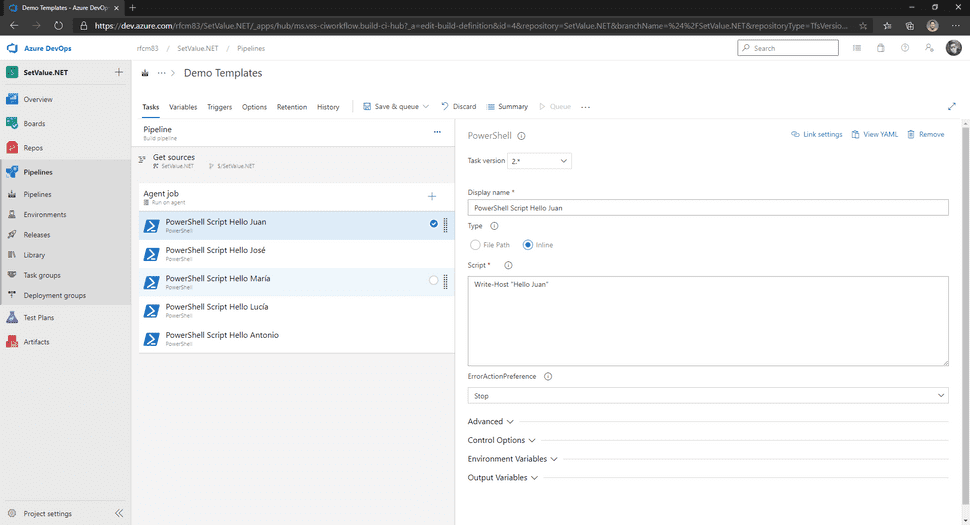 Demo Templates - Azure DevOps Se
https://dev.azure.com/rfcm83/SetValue.NET/_apps/hub/ms.vss-ciworkflow.build-ci-hub?_a=edit-build-definition&id=4&repository=SetValue.NET&branchName=%24%2FSetValue.NET&repositoryType=TfsVersio...
Azure DevOps
rfcm83 / SetValue.NET / Pipelines
Search
SetValue.NET
Overview
Boards
Repos
Pipelines
Pipelines
Environments
Releases
Library
Task groups
Deployment groups
Test Plans
Artifacts
Project settings
... > Demo Templates
Tasks Variables Triggers Options Retention History Save & queue Discard Summary Queue ...
Pipeline
Build pipeline
Get sources
SetValue.NET $/SetValue.NET
Agent job
Run on agent
PowerShell Script Hello Juan
PowerShell
PowerShell Script Hello José
PowerShell
PowerShell Script Hello María
PowerShell
PowerShell Script Hello Lucía
PowerShell
PowerShell Script Hello Antonio
PowerShell
PowerShell
Link settings View YAML Remove
Task version 2.*
Display name *
PowerShell Script Hello Juan
Type
File Path Inline
Script *
Write-Host "Hello Juan"
ErrorActionPreference
Stop
Advanced
Control Options
Environment Variables
Output Variables